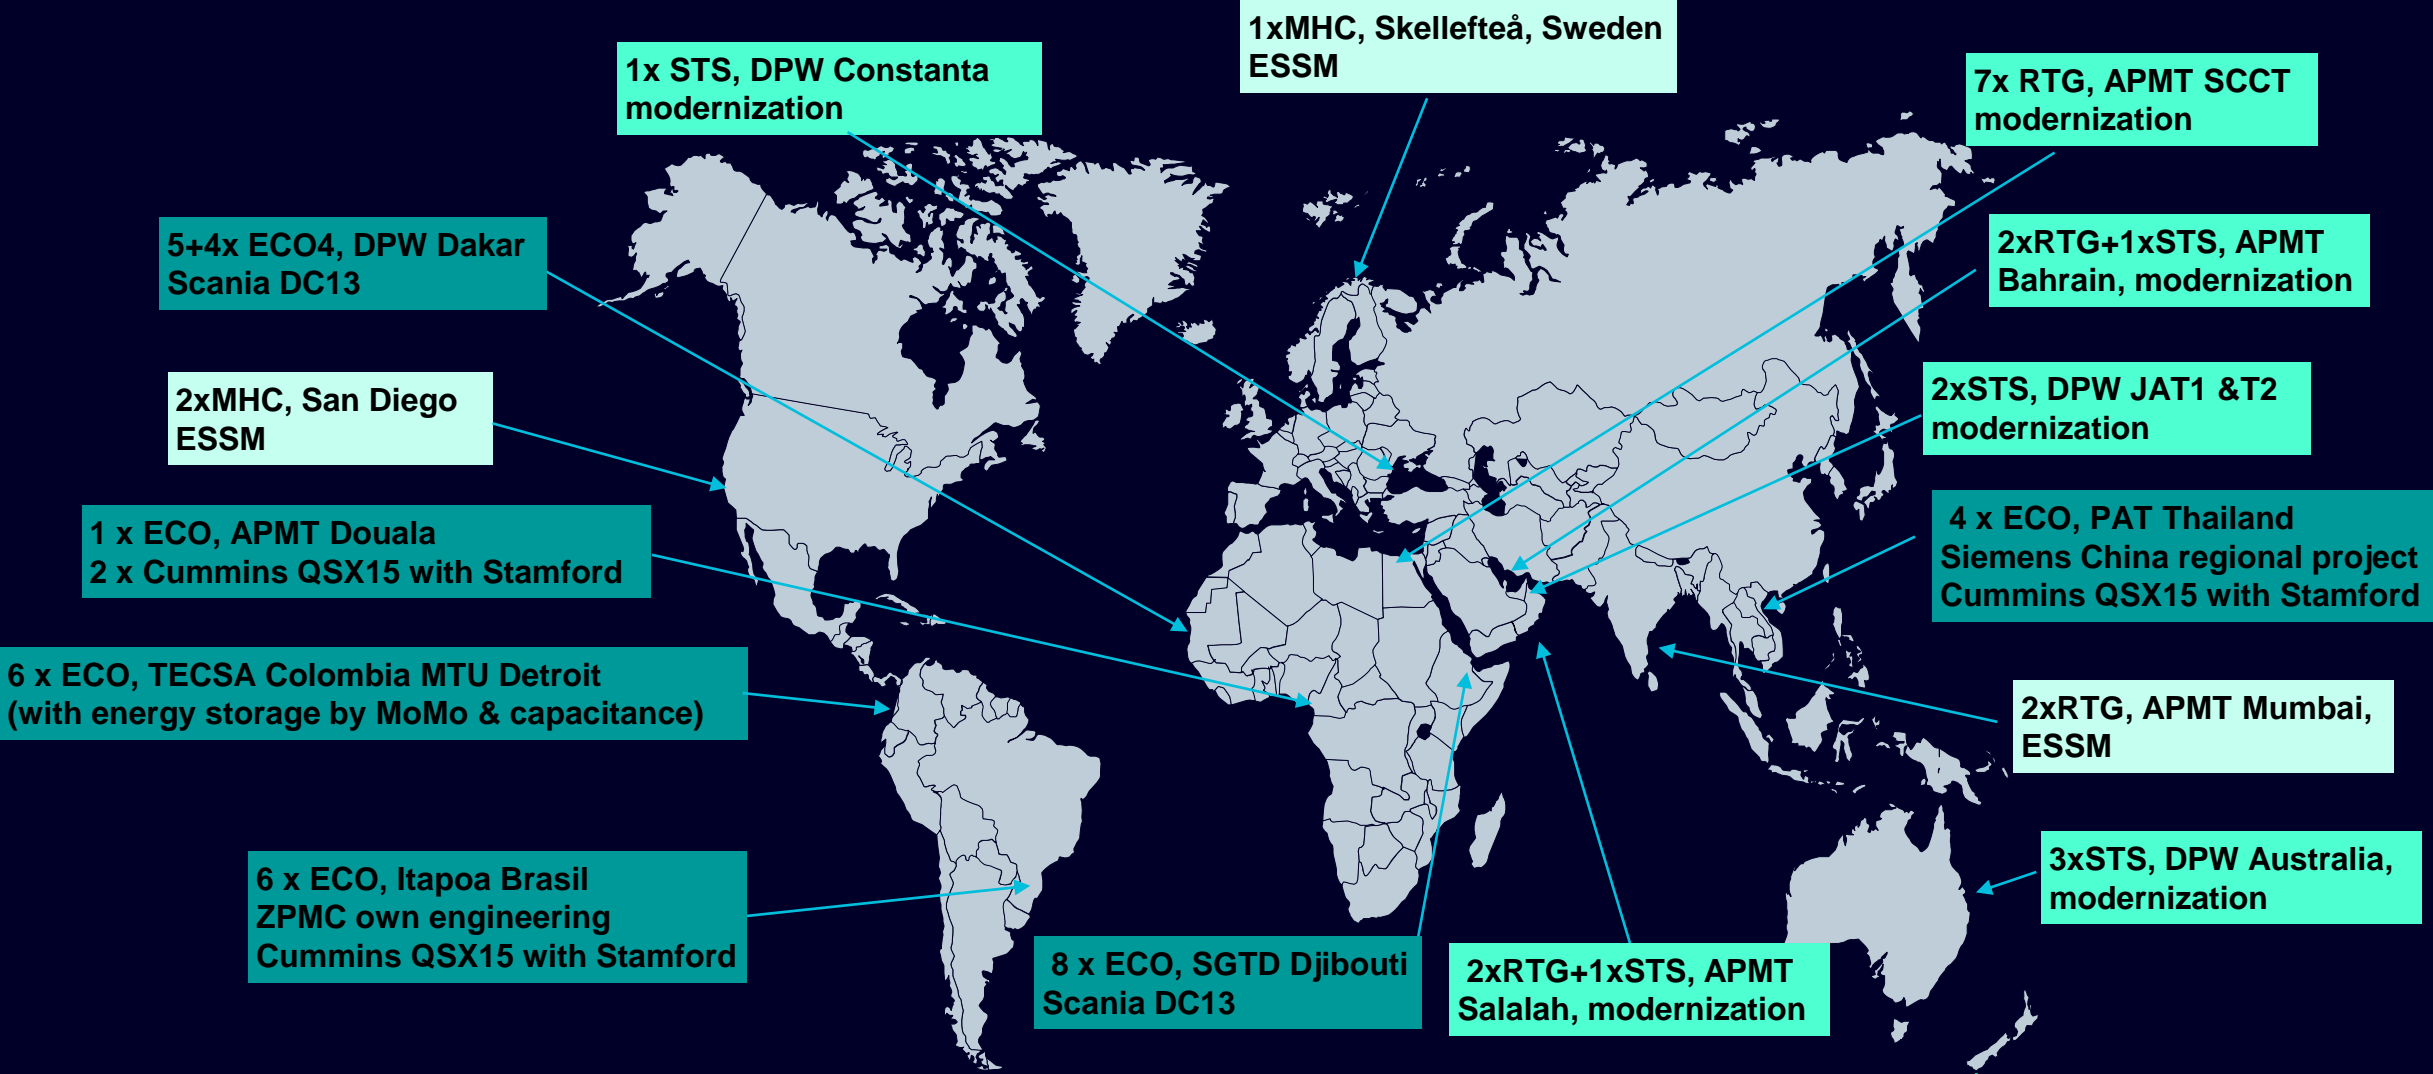 1xMHC, Skellefteå, Sweden
ESSM
1x STS, DPW Constanta
modernization
7x RTG, APMT SCCT
modernization
5+4x ECO4, DPW Dakar
Scania DC13
2xRTG+1xSTS, APMT
Bahrain, modernization
2xMHC, San Diego
ESSM
2xSTS, DPW JAT1 &T2
modernization
1 x ECO, APMT Douala
2 x Cummins QSX15 with Stamford
4 x ECO, PAT Thailand
Siemens China regional project
Cummins QSX15 with Stamford
6 x ECO, TECSA Colombia MTU Detroit
(with energy storage by MoMo & capacitance)
2xRTG, APMT Mumbai,
ESSM
6 x ECO, Itapoa Brasil
ZPMC own engineering
Cummins QSX15 with Stamford
3xSTS, DPW Australia,
modernization
8 x ECO, SGTD Djibouti
Scania DC13
2xRTG+1xSTS, APMT
Salalah, modernization